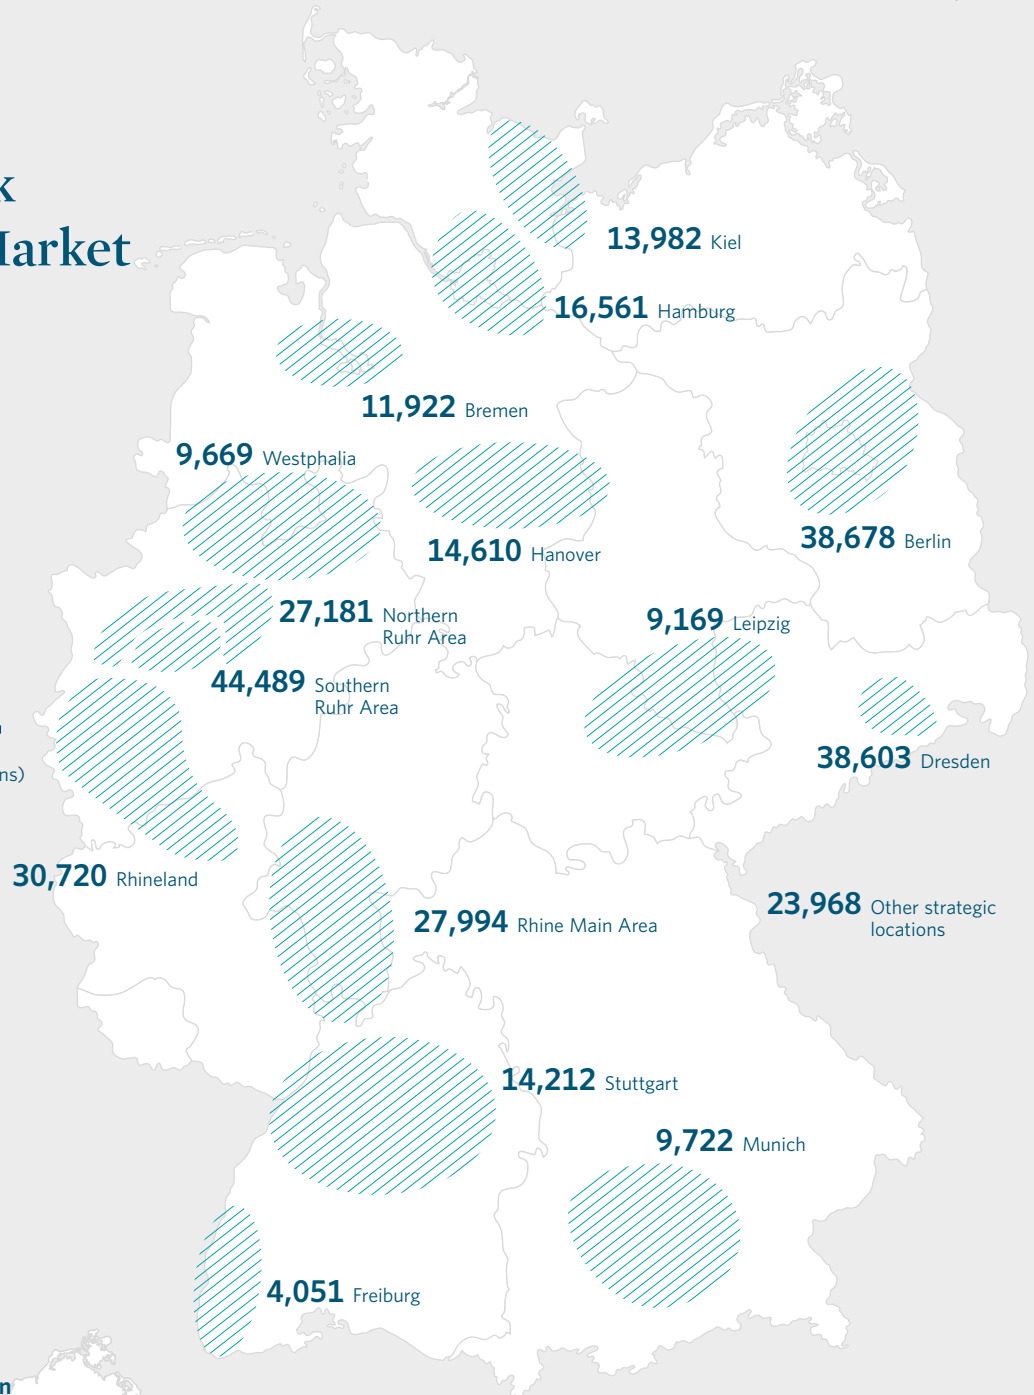 13,982 Kiel
16,561 Hamburg
11,922 Bremen
9,669 Westphalia
14,610 Hanover
38,678 Berlin
27,181 Northern
Ruhr Area
9,169 Leipzig
44,489 Southern
Ruhr Area
38,603 Dresden
ns)
30,720 Rhineland
23,968 Other strategic
locations
27,994 Rhine Main Area
14,212 Stuttgart
9,722 Munich
4,051 Freiburg